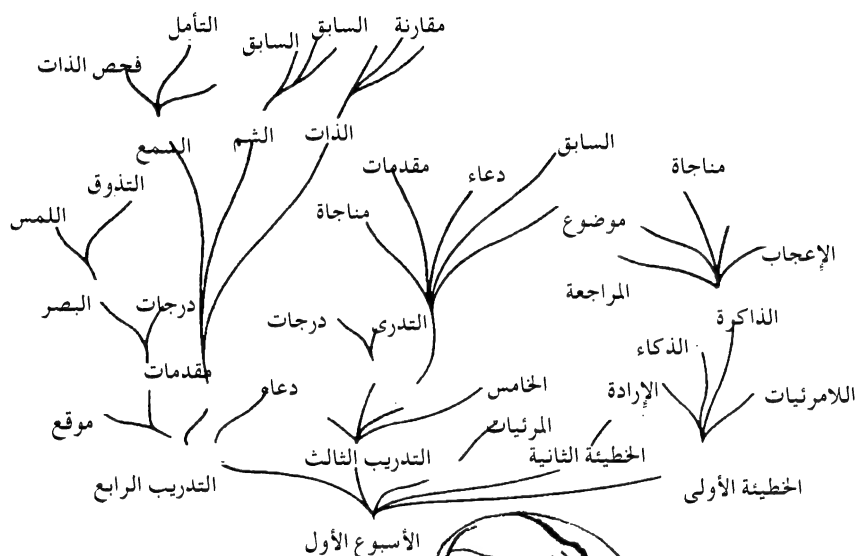 التأمل
مقارنة
السابق
السابق
فحص الذات
الذات
الشم
السمع
السابق
مقدمات
دعاء
مناجاة
التذوق
مناجاة
موضوع
اللمس
الإعجاب
المراجعة
درجات
البصر
الذاكرة
التدرى
درجات
الذكاء
مقدمات
الخامس
دعاء
الإرادة
اللامرئيات
موقع
المرئيات
الخطيئة الثانية
التدريب الثالث
التدريب الرابع
الخطيئة الأولى
الأسبوع الأول